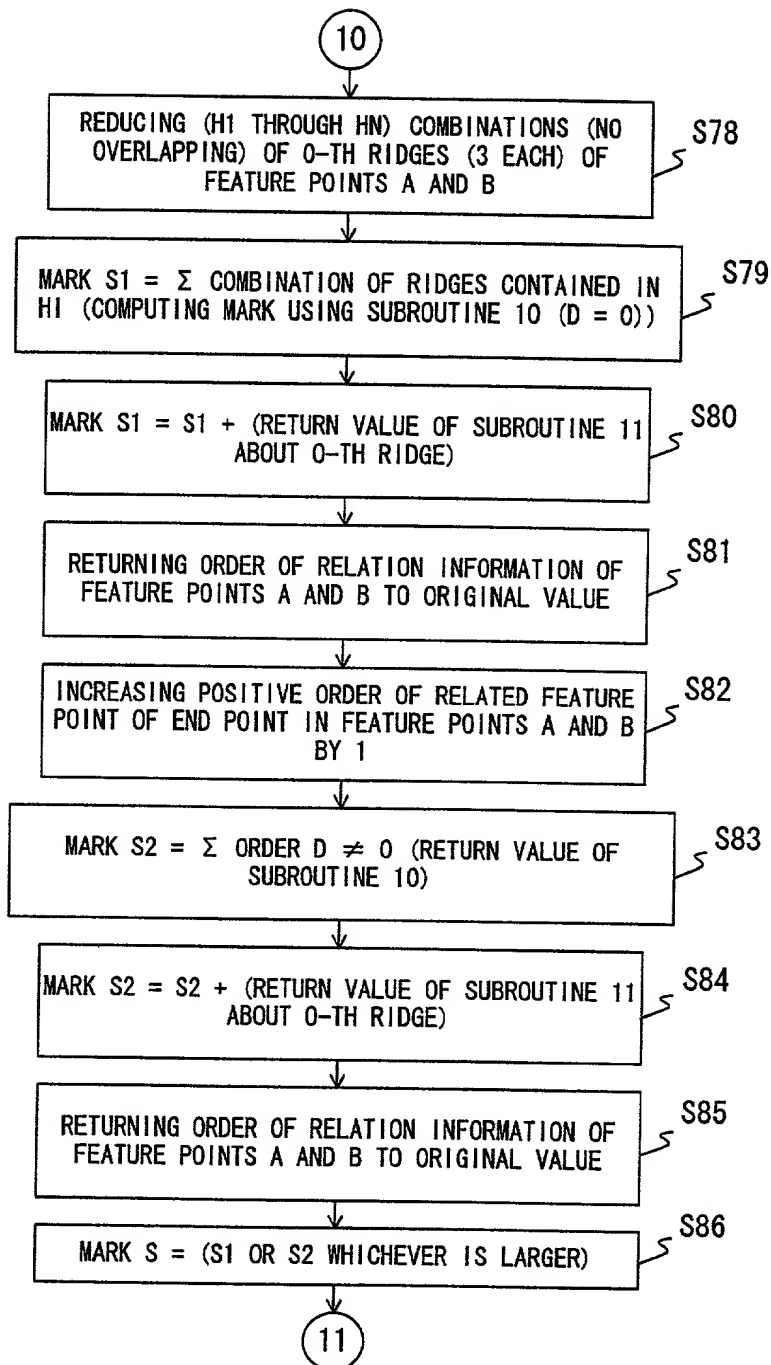 10
REDUCING (H1 THROUGH HN) COMBINATIONS (NO
OVERLAPPING) OF 0-TH RIDGES (3 EACH) OF
FEATURE POINTS A AND B
S78
MARK S1 = Σ COMBINATION OF RIDGES CONTAINED IN
HI (COMPUTING MARK USING SUBROUTINE 10 (D = 0))
S79
MARK S1 = S1 + (RETURN VALUE OF SUBROUTINE 11
ABOUT 0-TH RIDGE)
S80
RETURNING ORDER OF RELATION INFORMATION OF
FEATURE POINTS A AND B TO ORIGINAL VALUE
S81
INCREASING POSITIVE ORDER OF RELATED FEATURE
POINT OF END POINT IN FEATURE POINTS A AND B
BY 1
S82
MARK S2 = Σ ORDER D ≠ 0 (RETURN VALUE OF
SUBROUTINE 10)
S83
MARK S2 = S2 + (RETURN VALUE OF SUBROUTINE 11
ABOUT 0-TH RIDGE)
S84
RETURNING ORDER OF RELATION INFORMATION OF
FEATURE POINTS A AND B TO ORIGINAL VALUE
S85
MARK S = (S1 OR S2 WHICHEVER IS LARGER)
S86
11